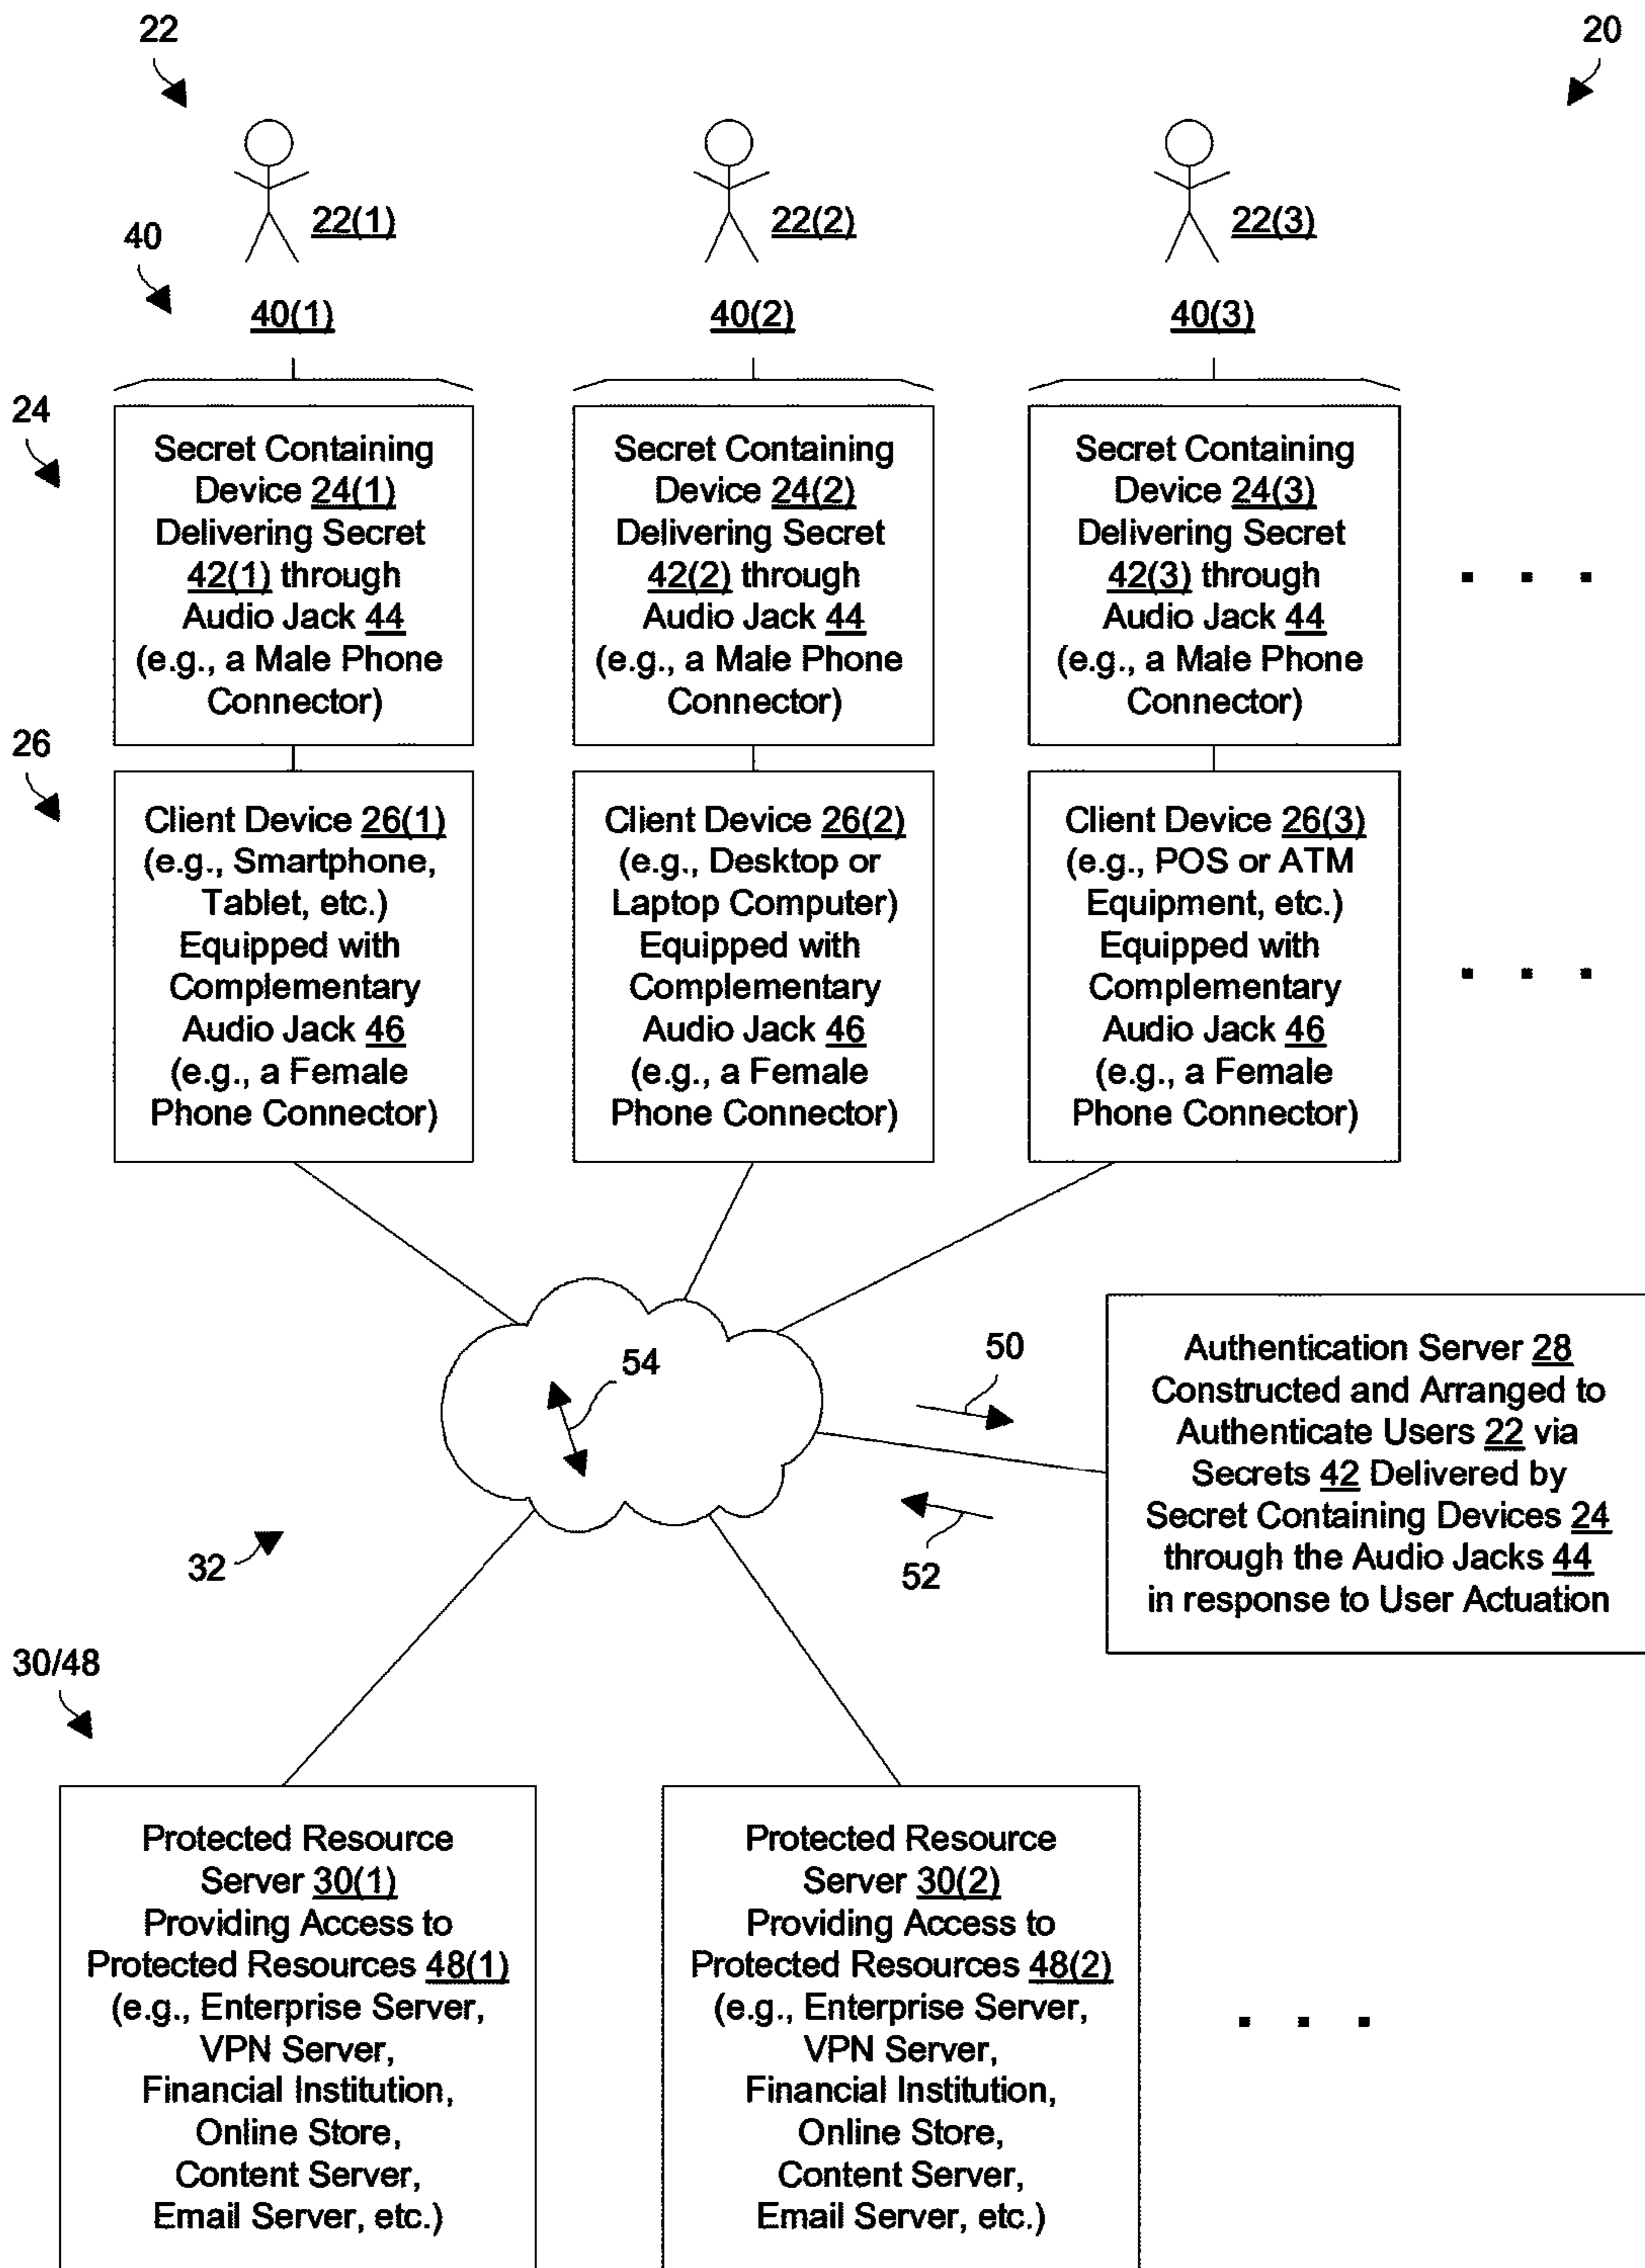 22
20
22(1)
22(2)
22(3)
40
40(1)
40(2)
40(3)
24
Secret Containing
Device 24(1)
Delivering Secret
42(1) through
Audio Jack 44
(e.g., a Male Phone
Connector)
Secret Containing
Device 24(2)
Delivering Secret
42(2) through
Audio Jack 44
(e.g., a Male Phone
Connector)
Secret Containing
Device 24(3)
Delivering Secret
42(3) through
Audio Jack 44
(e.g., a Male Phone
Connector)
. . .
26
Client Device 26(1)
(e.g., Smartphone,
Tablet, etc.)
Equipped with
Complementary
Audio Jack 46
(e.g., a Female
Phone Connector)
Client Device 26(2)
(e.g., Desktop or
Laptop Computer)
Equipped with
Complementary
Audio Jack 46
(e.g., a Female
Phone Connector)
Client Device 26(3)
(e.g., POS or ATM
Equipment, etc.)
Equipped with
Complementary
Audio Jack 46
(e.g., a Female
Phone Connector)
. . .
54
50
52
32
Authentication Server 28
Constructed and Arranged to
Authenticate Users 22 via
Secrets 42 Delivered by
Secret Containing Devices 24
through the Audio Jacks 44
in response to User Actuation
30/48
Protected Resource
Server 30(1)
Providing Access to
Protected Resources 48(1)
(e.g., Enterprise Server,
VPN Server,
Financial Institution,
Online Store,
Content Server,
Email Server, etc.)
Protected Resource
Server 30(2)
Providing Access to
Protected Resources 48(2)
(e.g., Enterprise Server,
VPN Server,
Financial Institution,
Online Store,
Content Server,
Email Server, etc.)
. . .